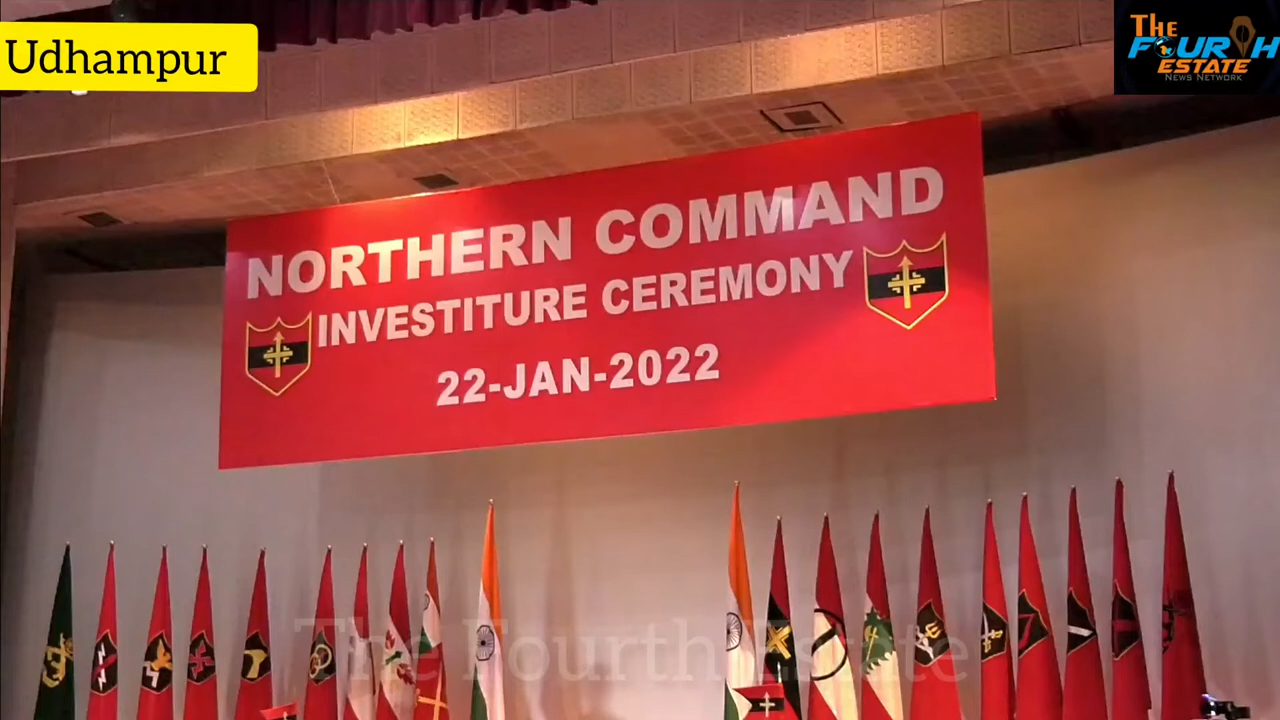 Udhampur
THE
FOURTH
ESTATE
NEWS NETWORK
NORTHERN COMMAND
INVESTITURE CEREMONY
22-JAN-2022
The Fourth Estate